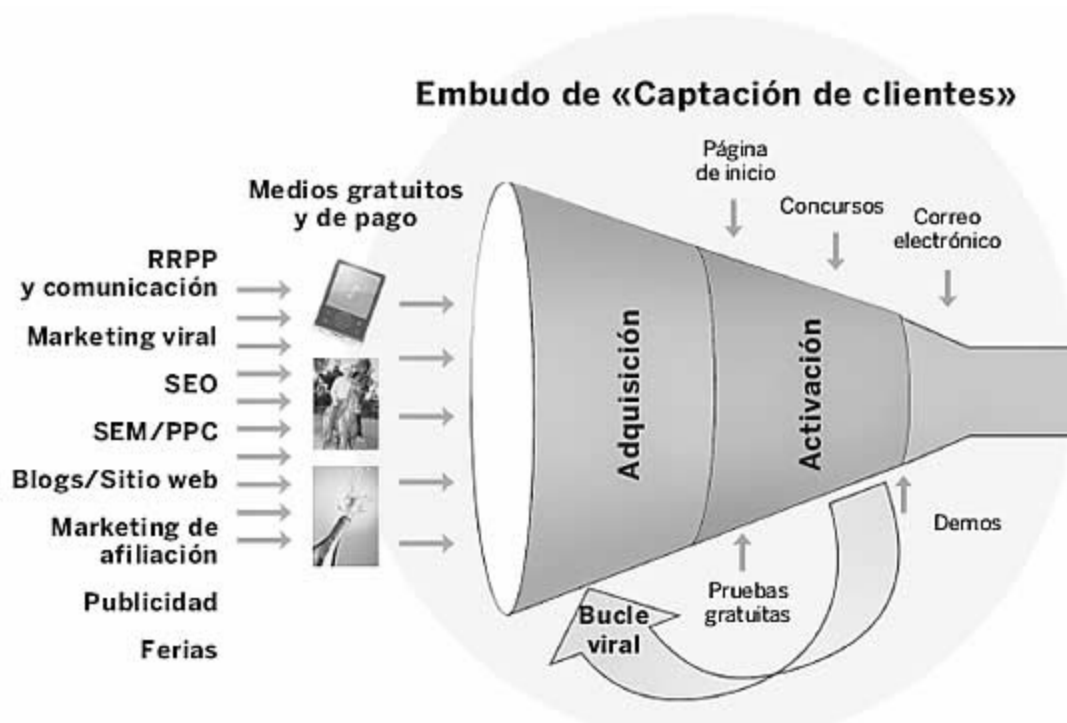 Embudo de «Captación de clientes»
Medios gratuitos
y de pago
RRPP
y comunicación
Marketing viral
SEO
SEM/PPC
Blogs/Sitio web
Marketing de
afiliación
Publicidad
Ferias
Adquisición
Activación
Página
de inicio
Concursos
Correo
electrónico
Demos
Pruebas
gratuitas
Bucle
viral